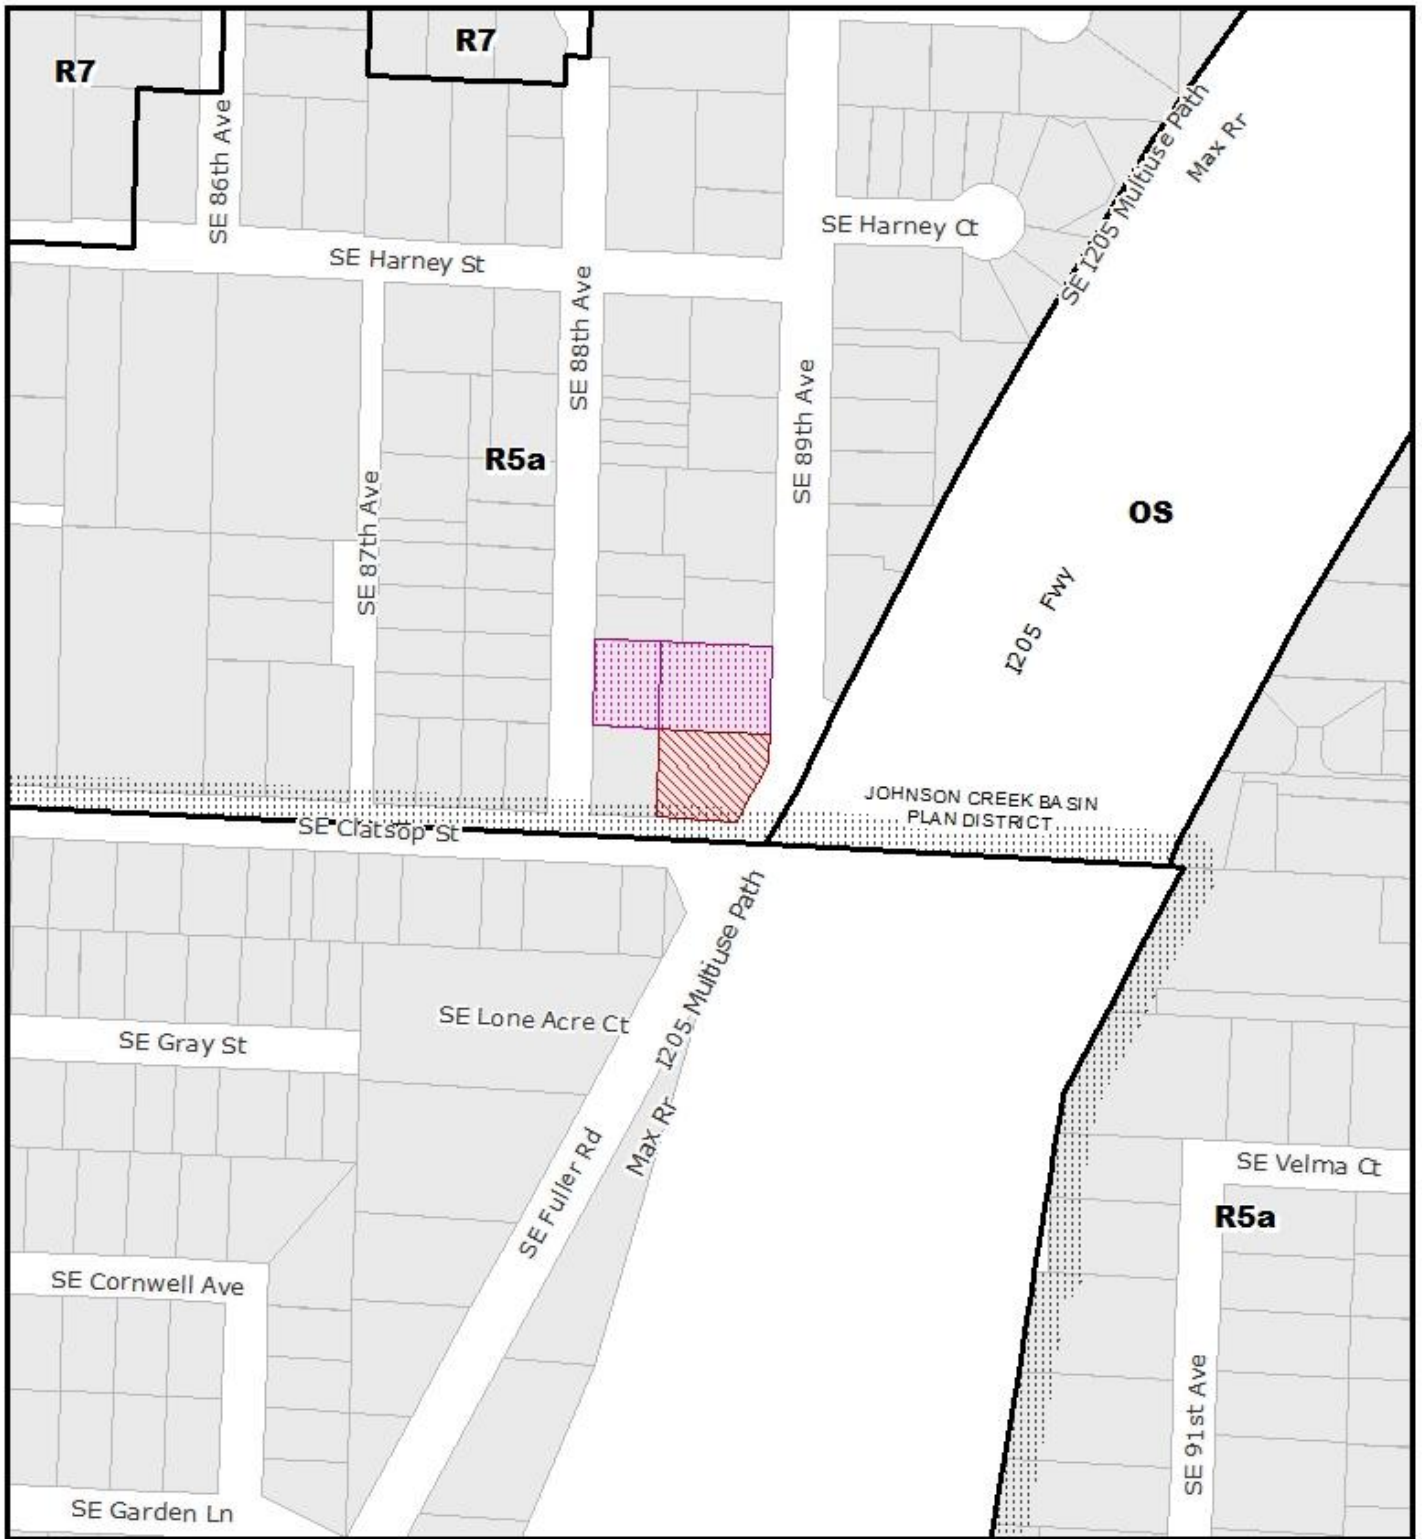 R7
R7
SE 86th Ave
SE I205 Multiuse Path
Max Rr
SE Harney Ct
SE Harney St
SE 88th Ave
SE 89th Ave
R5a
SE 87th Ave
OS
I205 Fwy
JOHNSON CREEK BASIN
PLAN DISTRICT
SE Clatsop St
I205 Multiuse Path
SE Lone Acre Ct
SE Gray St
Max Rr
SE Fuller Rd
SE Velma Ct
R5a
SE Cornwell Ave
SE 91st Ave
SE Garden Ln